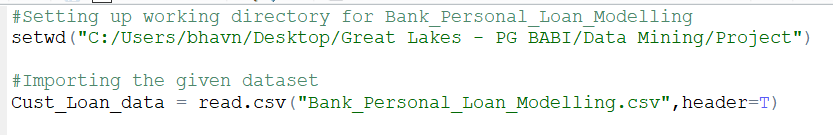 #Setting up working directory for Bank_Personal_Loan_Modelling
setwd("C:/Users/bhavn/Desktop/Great Lakes - PG BABI/Data Mining/Project")
#Importing the given dataset
Cust_Loan_data = read.csv("Bank_Personal_Loan_Modelling.csv",header=T)